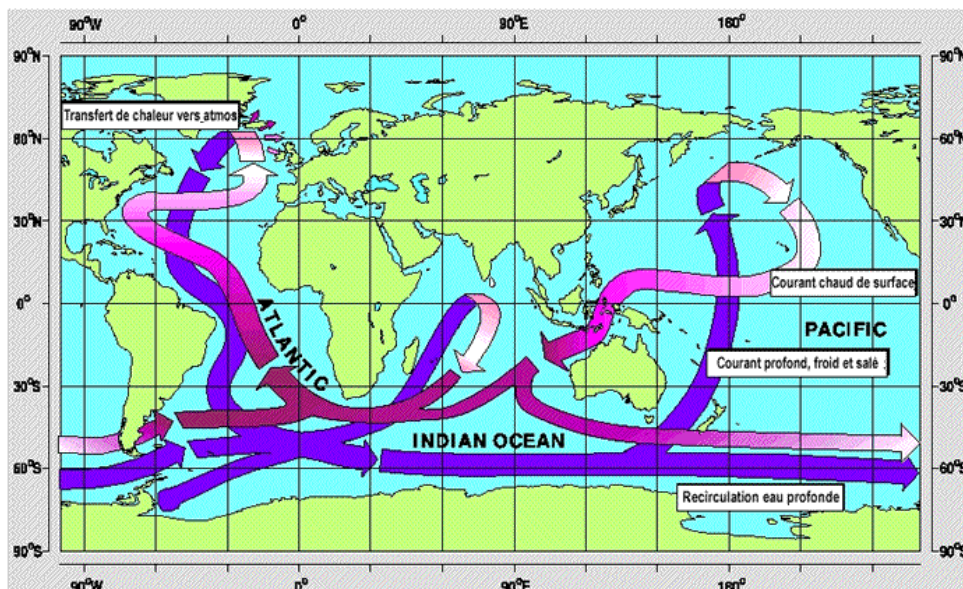 90°W 0° 90°E 180°
90°N 90°N
Transfert de chaleur vers atmos
60°N 60°N
30°N 30°N
Courant chaud de surface
0° 0°
ATLANTIC
PACIFIC
Courant profond, froid et salé
30°S 30°S
INDIAN OCEAN
60°S 60°S
Recirculation eau profonde
90°S 90°S
90°W 0° 90°E 180°